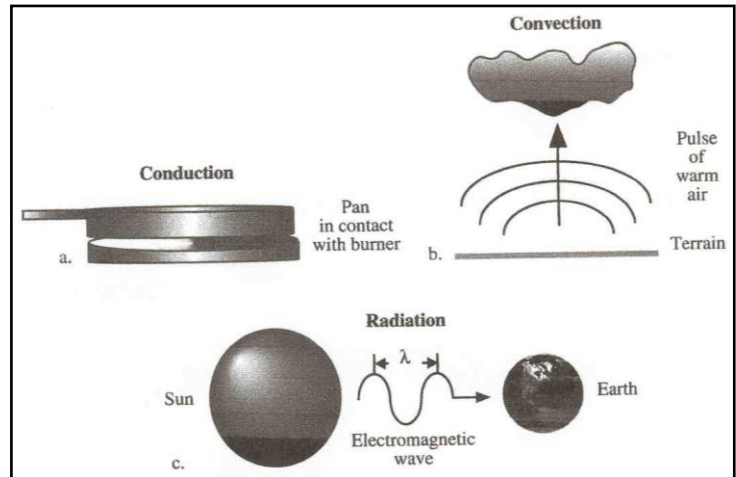 Convection
Pulse
of
warm
air
Terrain
b.
Conduction
Pan
in contact
with burner
a.
Radiation
λ
Sun
Earth
Electromagnetic
wave
c.